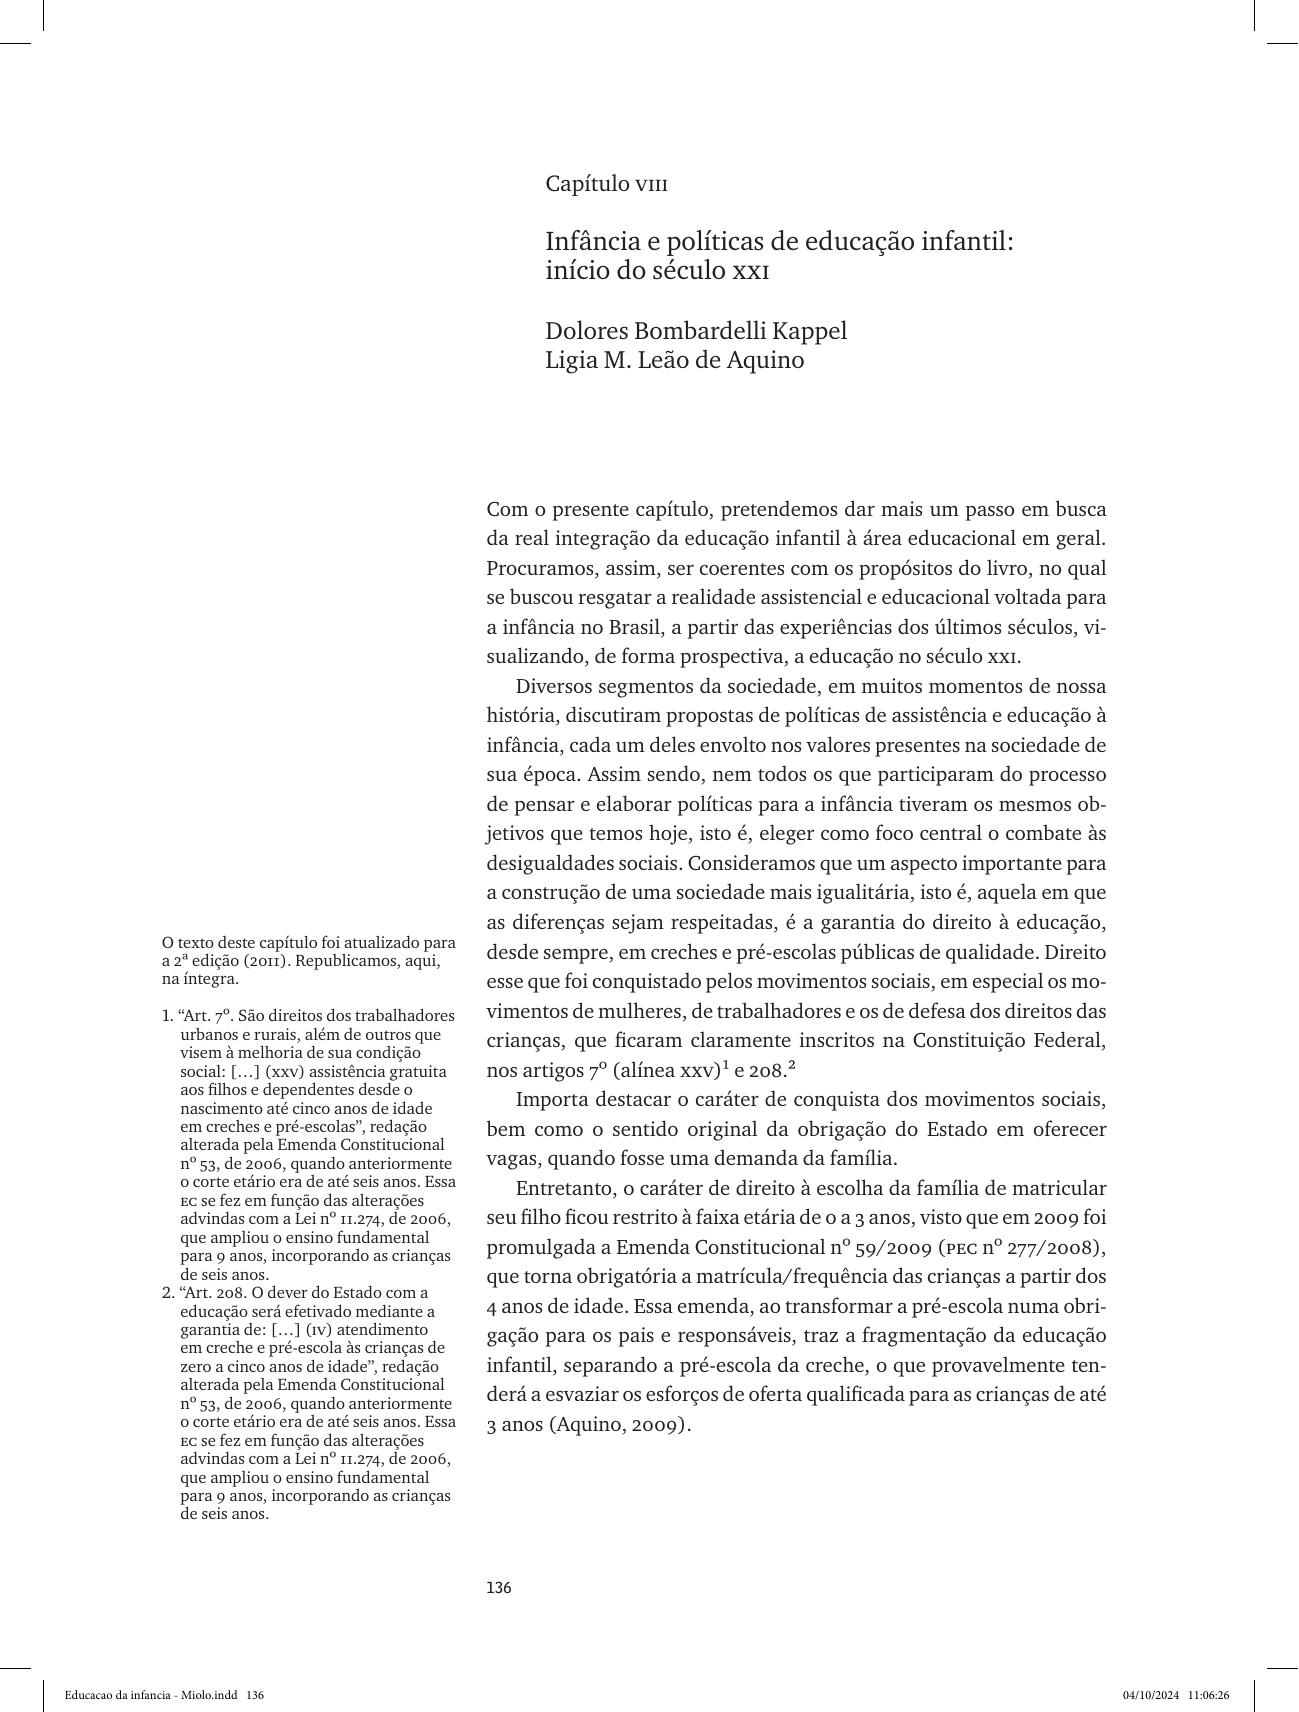 Capítulo VIII
Infância e políticas de educação infantil:
início do século XXI
Dolores Bombardelli Kappel
Ligia M. Leão de Aquino
Com o presente capítulo, pretendemos dar mais um passo em busca
da real integração da educação infantil à área educacional em geral.
Procuramos, assim, ser coerentes com os propósitos do livro, no qual
se buscou resgatar a realidade assistencial e educacional voltada para
a infância no Brasil, a partir das experiências dos últimos séculos, vi-
sualizando, de forma prospectiva, a educação no século XXI.
Diversos segmentos da sociedade, em muitos momentos de nossa
história, discutiram propostas de políticas de assistência e educação à
infância, cada um deles envolto nos valores presentes na sociedade de
sua época. Assim sendo, nem todos os que participaram do processo
de pensar e elaborar políticas para a infância tiveram os mesmos ob-
jetivos que temos hoje, isto é, eleger como foco central o combate às
desigualdades sociais. Consideramos que um aspecto importante para
a construção de uma sociedade mais igualitária, isto é, aquela em que
as diferenças sejam respeitadas, é a garantia do direito à educação,
desde sempre, em creches e pré-escolas públicas de qualidade. Direito
esse que foi conquistado pelos movimentos sociais, em especial os mo-
vimentos de mulheres, de trabalhadores e os de defesa dos direitos das
crianças, que ficaram claramente inscritos na Constituição Federal,
nos artigos 7º (alínea XXV)¹ e 208.²
Importa destacar o caráter de conquista dos movimentos sociais,
bem como o sentido original da obrigação do Estado em oferecer
vagas, quando fosse uma demanda da família.
Entretanto, o caráter de direito à escolha da família de matricular
seu filho ficou restrito à faixa etária de 0 a 3 anos, visto que em 2009 foi
promulgada a Emenda Constitucional nº 59/2009 (PEC nº 277/2008),
que torna obrigatória a matrícula/frequência das crianças a partir dos
4 anos de idade. Essa emenda, ao transformar a pré-escola numa obri-
gação para os pais e responsáveis, traz a fragmentação da educação
infantil, separando a pré-escola da creche, o que provavelmente ten-
derá a esvaziar os esforços de oferta qualificada para as crianças de até
3 anos (Aquino, 2009).
O texto deste capítulo foi atualizado para
a 2ª edição (2011). Republicamos, aqui,
na íntegra.
1. “Art. 7º. São direitos dos trabalhadores
urbanos e rurais, além de outros que
visem à melhoria de sua condição
social: […] (XXV) assistência gratuita
aos filhos e dependentes desde o
nascimento até cinco anos de idade
em creches e pré-escolas”, redação
alterada pela Emenda Constitucional
nº 53, de 2006, quando anteriormente
o corte etário era de até seis anos. Essa
EC se fez em função das alterações
advindas com a Lei nº 11.274, de 2006,
que ampliou o ensino fundamental
para 9 anos, incorporando as crianças
de seis anos.
2. “Art. 208. O dever do Estado com a
educação será efetivado mediante a
garantia de: […] (IV) atendimento
em creche e pré-escola às crianças de
zero a cinco anos de idade”, redação
alterada pela Emenda Constitucional
nº 53, de 2006, quando anteriormente
o corte etário era de até seis anos. Essa
EC se fez em função das alterações
advindas com a Lei nº 11.274, de 2006,
que ampliou o ensino fundamental
para 9 anos, incorporando as crianças
de seis anos.
136
Educacao da infancia - Miolo.indd 136
04/10/2024 11:06:26